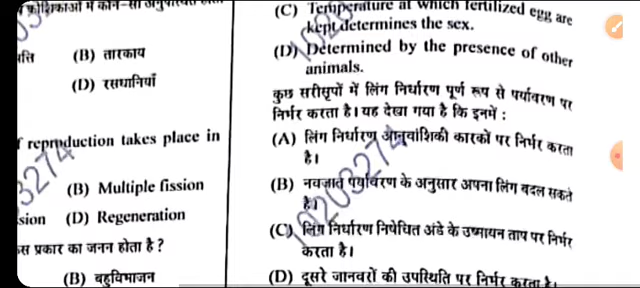 कोशिकाओं में कौन-सा
(B) तारकाय
(D) रसधानियाँ
reproduction takes place in
(B) Multiple fission
(D) Regeneration
प्रकार का जनन होता है ?
(B) बहुविभाजन
(C) Temperature at which fertilized egg are
kept determines the sex.
(D) Determined by the presence of other
animals.
कुछ सरीसृपों में लिंग निर्धारण पूर्ण रूप से पर्यावरण पर
निर्भर करता है। यह देखा गया है कि इनमें :
(A) लिंग निर्धारण आनुवांशिकी कारकों पर निर्भर करता
है।
(B) नवजात पर्यावरण के अनुसार अपना लिंग बदल सकते
है।
(C) लिंग निर्धारण निषेचित अंडे के उष्मायन ताप पर निर्भर
करता है।
(D) दूसरे जानवरों की उपस्थिति पर निर्भर करता है।
10203274